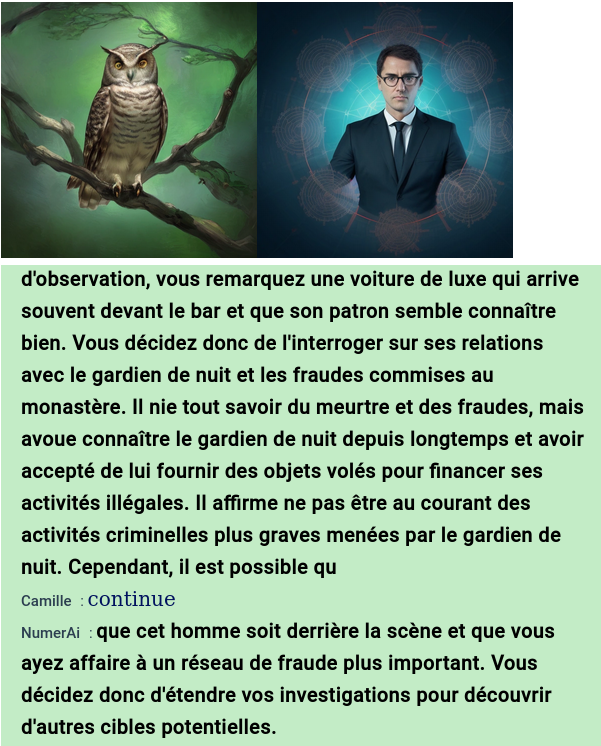 d'observation, vous remarquez une voiture de luxe qui arrive
souvent devant le bar et que son patron semble connaître
bien. Vous décidez donc de l'interroger sur ses relations
avec le gardien de nuit et les fraudes commises au
monastère. Il nie tout savoir du meurtre et des fraudes, mais
avoue connaître le gardien de nuit depuis longtemps et avoir
accepté de lui fournir des objets volés pour financer ses
activités illégales. Il affirme ne pas être au courant des
activités criminelles plus graves menées par le gardien de
nuit. Cependant, il est possible qu
Camille : continue
NumerAi : que cet homme soit derrière la scène et que vous
ayez affaire à un réseau de fraude plus important. Vous
décidez donc d'étendre vos investigations pour découvrir
d'autres cibles potentielles.